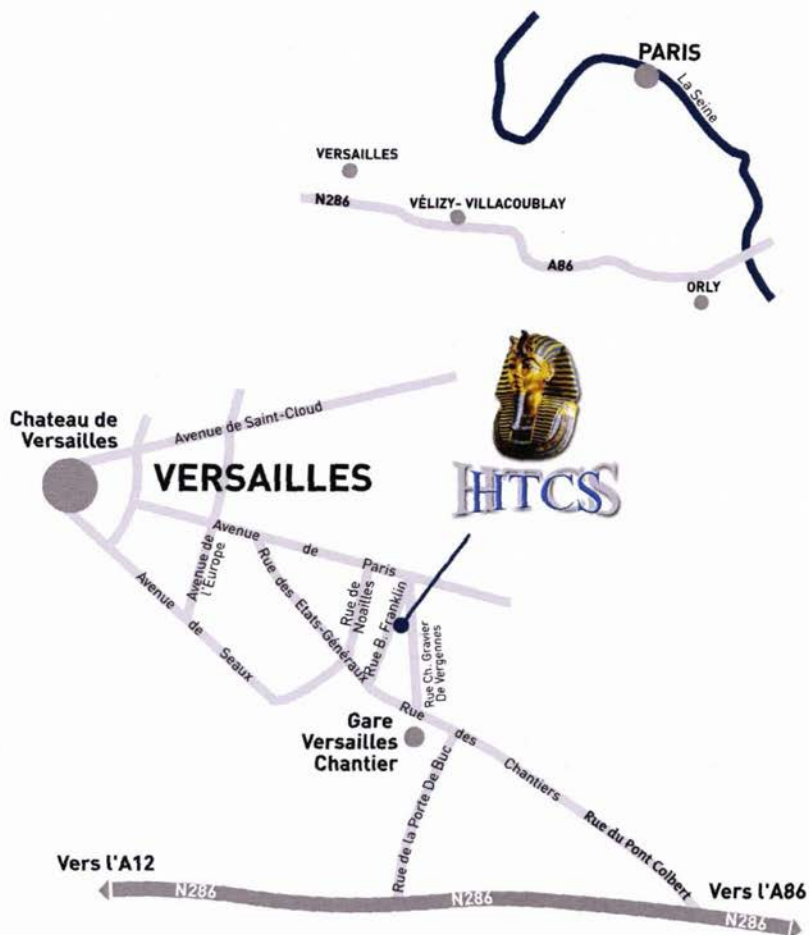 PARIS
La Seine
VERSAILLES
N286
VÉLIZY- VILLACOUBLAY
A86
ORLY
Chateau de
Versailles
Avenue de Saint-Cloud
VERSAILLES
HTCS
Avenue de Paris
Avenue de
l'Europe
Rue des Etats-Généraux
Rue de
Noailles
Rue B. Franklin
Rue Ch. Gravier
De Vergennes
Avenue de Seaux
Gare
Versailles
Chantier
Rue des Chantiers
Rue de la Porte De Buc
Rue du Pont Colbert
Vers l'A12
Vers l'A86
N286
N286
N286